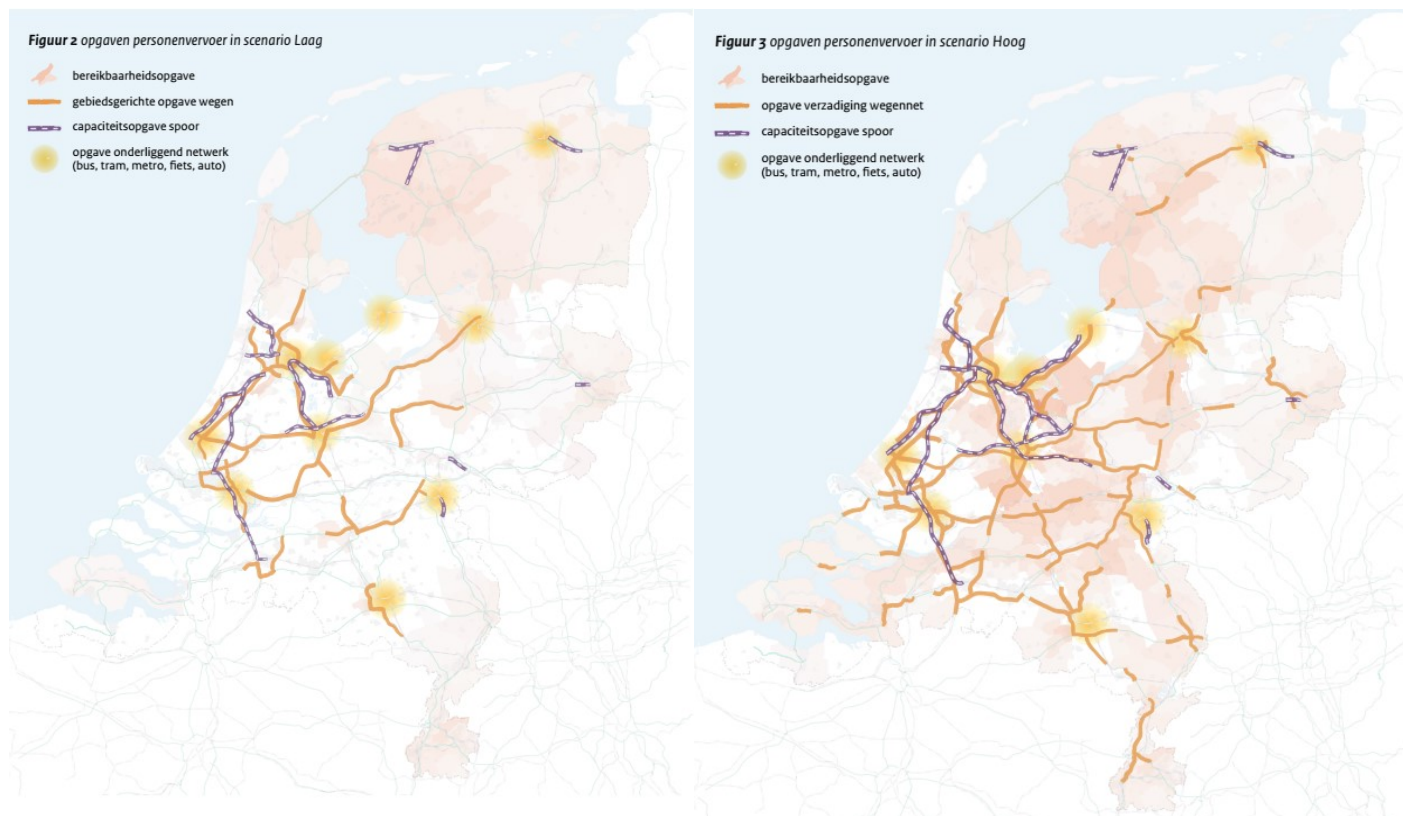 Figuur 2 opgaven personenvervoer in scenario Laag
bereikbaarheidsopgave
gebiedsgerichte opgave wegen
capaciteitsopgave spoor
opgave onderliggend netwerk
(bus, tram, metro, fiets, auto)
Figuur 3 opgaven personenvervoer in scenario Hoog
bereikbaarheidsopgave
opgave verzadiging wegennet
capaciteitsopgave spoor
opgave onderliggend netwerk
(bus, tram, metro, fiets, auto)